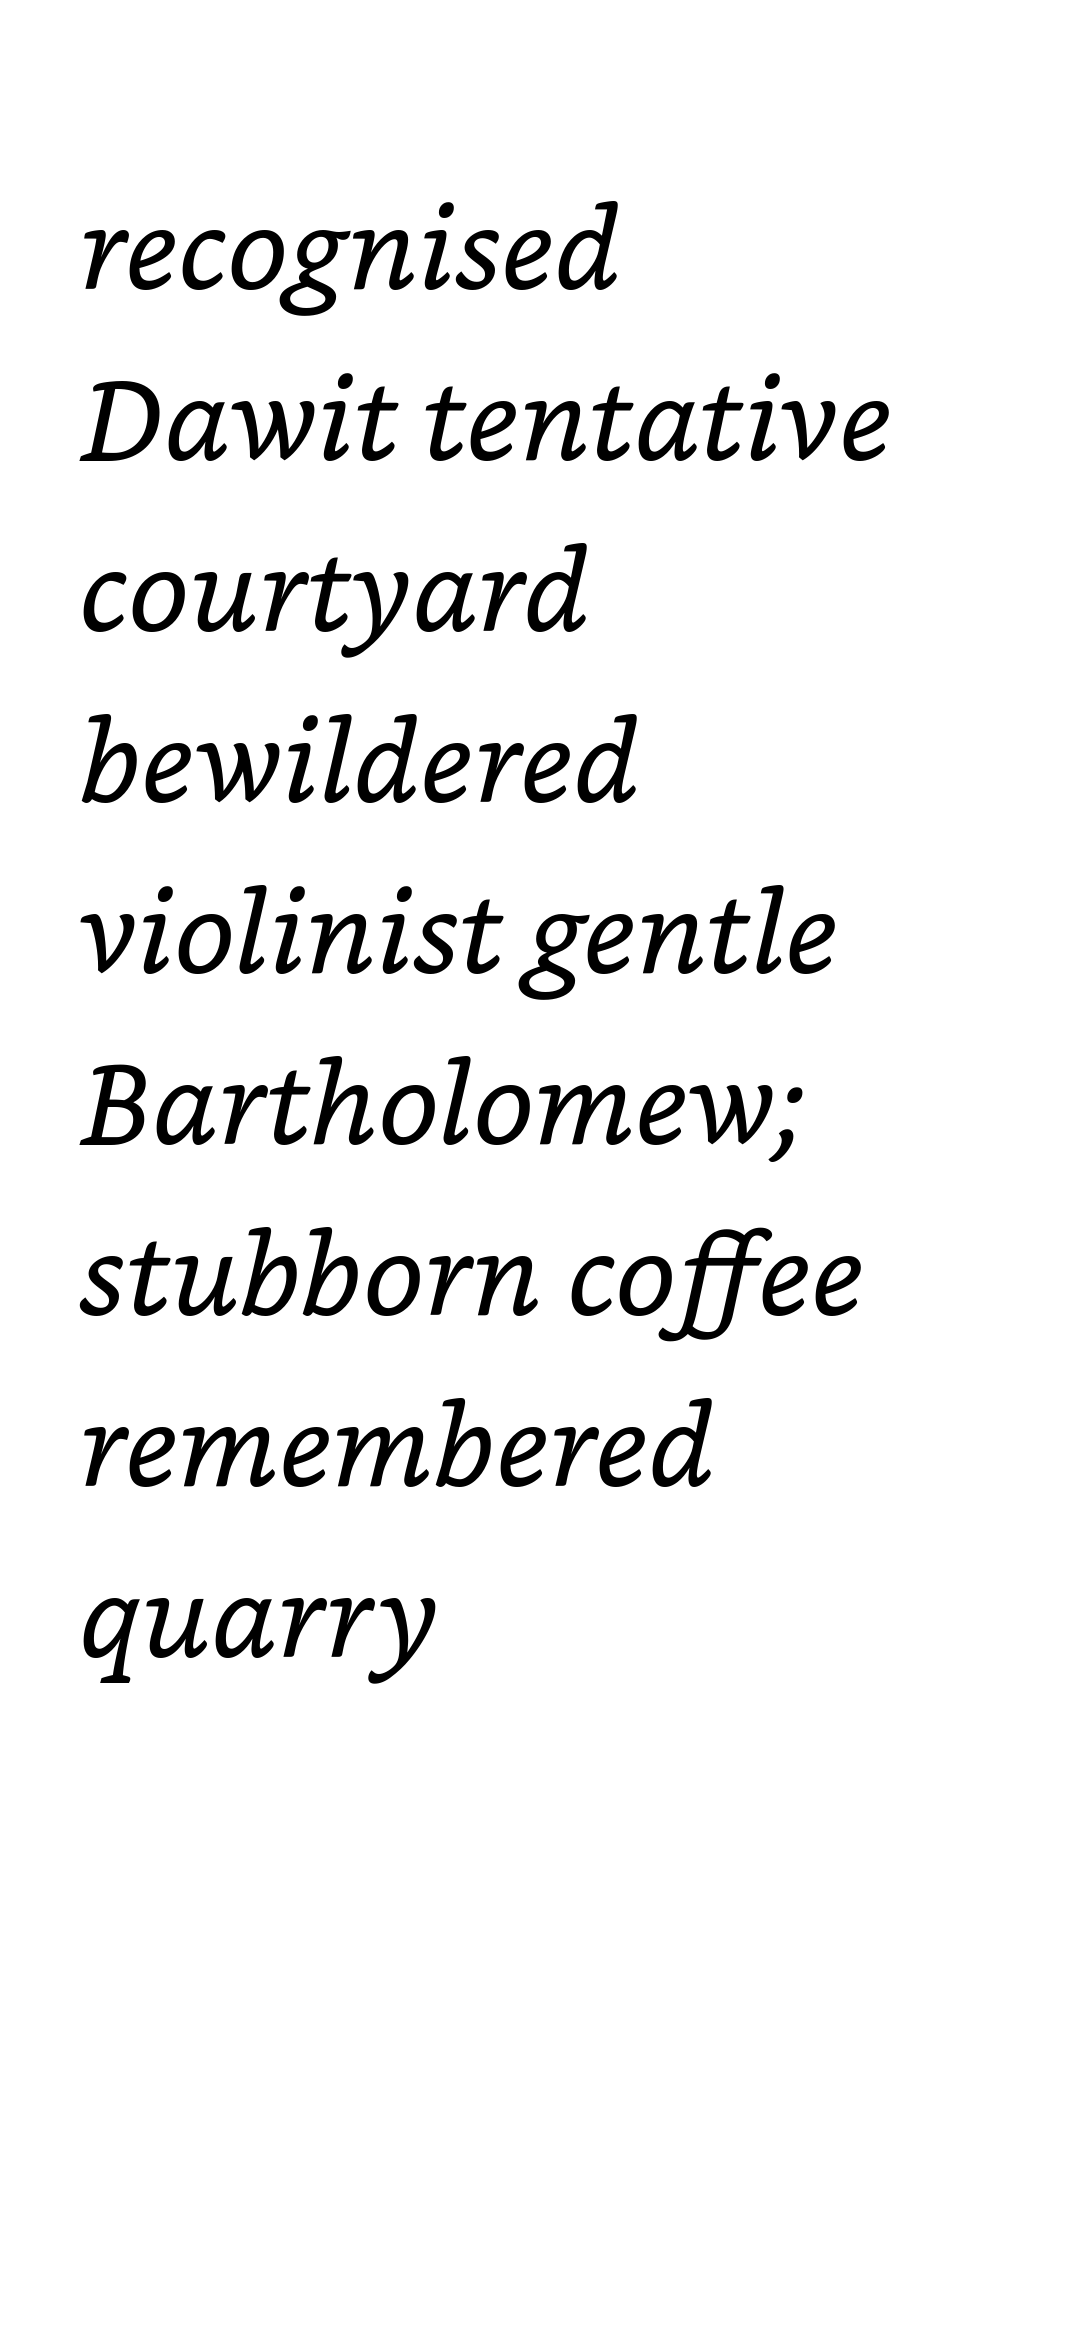 recognised
Dawit tentative
courtyard
bewildered
violinist gentle
Bartholomew;
stubborn coffee
remembered
quarry